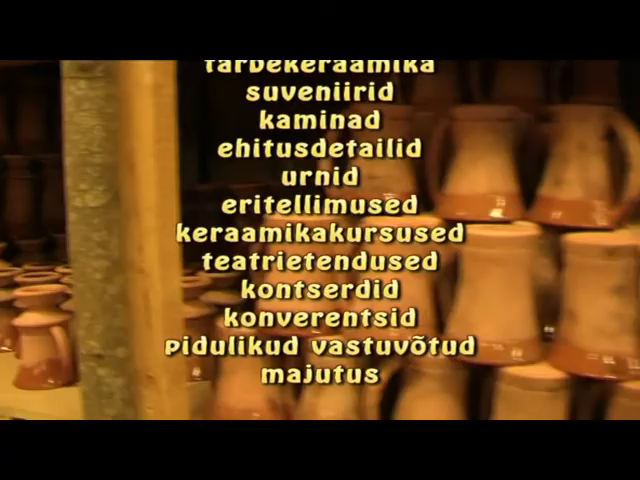 tarbekeraamika
suveniirid
kaminad
ehitusdetailid
urnid
eritellimused
keraamikakursused
teatrietendused
kontserdid
konverentsid
pidulikud vastuvõtud
majutus